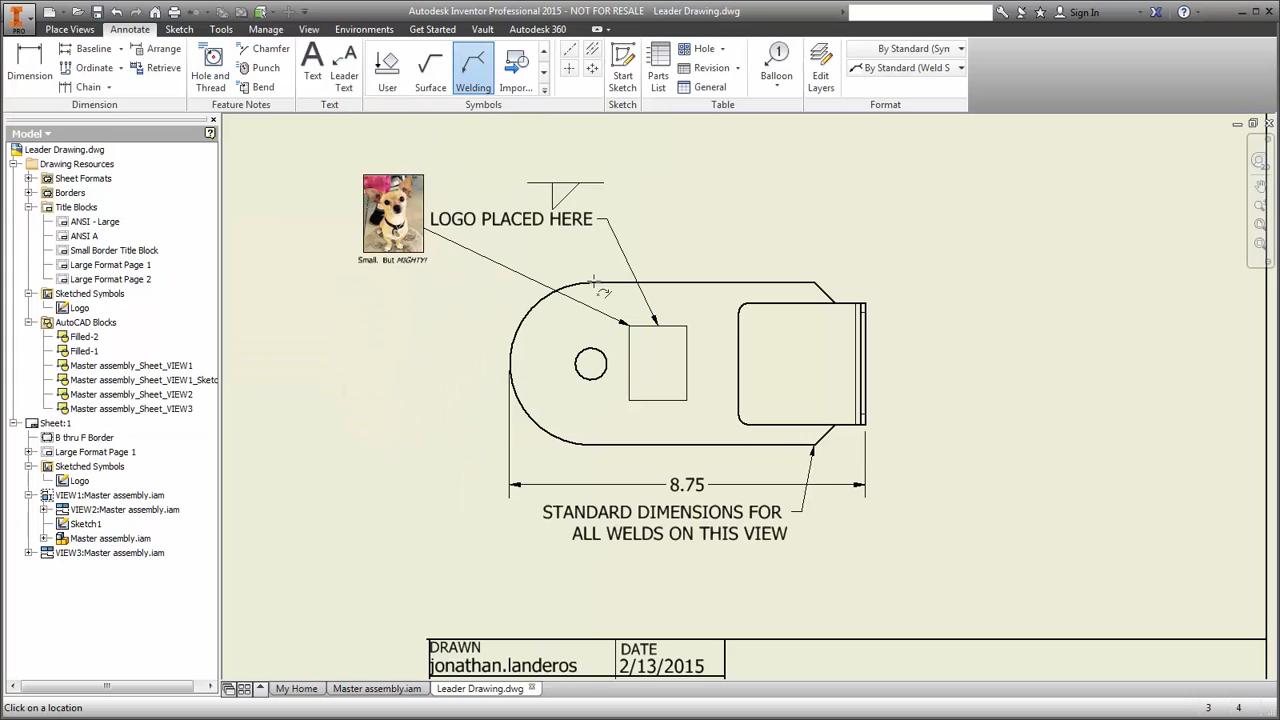 PRO
Autodesk Inventor Professional 2015 - NOT FOR RESALE Leader Drawing.dwg
Sign In
Place Views Annotate Sketch Tools Manage View Environments Get Started Vault Autodesk 360
Dimension
Baseline
Ordinate
Chain
Arrange
Retrieve
Dimension
Hole and
Thread
Chamfer
Punch
Bend
Feature Notes
Text
Leader
Text
Text
User
Surface
Welding
Impor...
Symbols
Start
Sketch
Sketch
Parts
List
Hole
Revision
General
1
Balloon
Table
Edit
Layers
By Standard (Syn
By Standard (Weld S
Format
Model
Leader Drawing.dwg
Drawing Resources
Sheet Formats
Borders
Title Blocks
ANSI - Large
ANSI A
Small Border Title Block
Large Format Page 1
Large Format Page 2
Sketched Symbols
Logo
AutoCAD Blocks
Filled-2
Filled-1
Master assembly_Sheet_VIEW1
Master assembly_Sheet_VIEW1_Sketc
Master assembly_Sheet_VIEW2
Master assembly_Sheet_VIEW3
Sheet:1
B thru F Border
Large Format Page 1
Sketched Symbols
Logo
VIEW1:Master assembly.iam
VIEW2:Master assembly.iam
Sketch1
Master assembly.iam
VIEW3:Master assembly.iam
LOGO PLACED HERE
Small. But MIGHTY!
8.75
STANDARD DIMENSIONS FOR
ALL WELDS ON THIS VIEW
DRAWN
jonathan.landeros
DATE
2/13/2015
My Home Master assembly.iam Leader Drawing.dwg
Click on a location
3 4